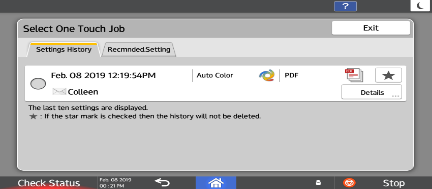 ?
Select One Touch Job
Exit
Settings History
Recmnded.Setting
Feb. 08 2019 12:19:54PM
Auto Color
PDF
Colleen
Details
The last ten settings are displayed.
★ : If the star mark is checked then the history will not be deleted.
Check Status
Feb. 08 2019
00:21 PM
Stop